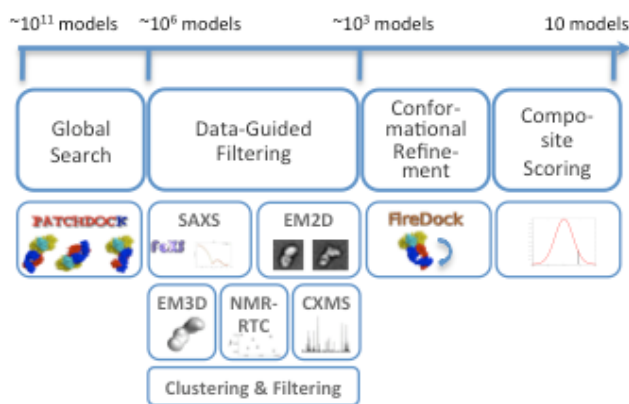 ~10¹¹ models ~10⁶ models ~10³ models 10 models
Global
Search
Data-Guided
Filtering
Confor-
mational
Refine-
ment
Compo-
site
Scoring
PATCHDOCK
SAXS
FoXS
EM2D
FireDock
EM3D
NMR-
RTC
CXMS
Clustering & Filtering